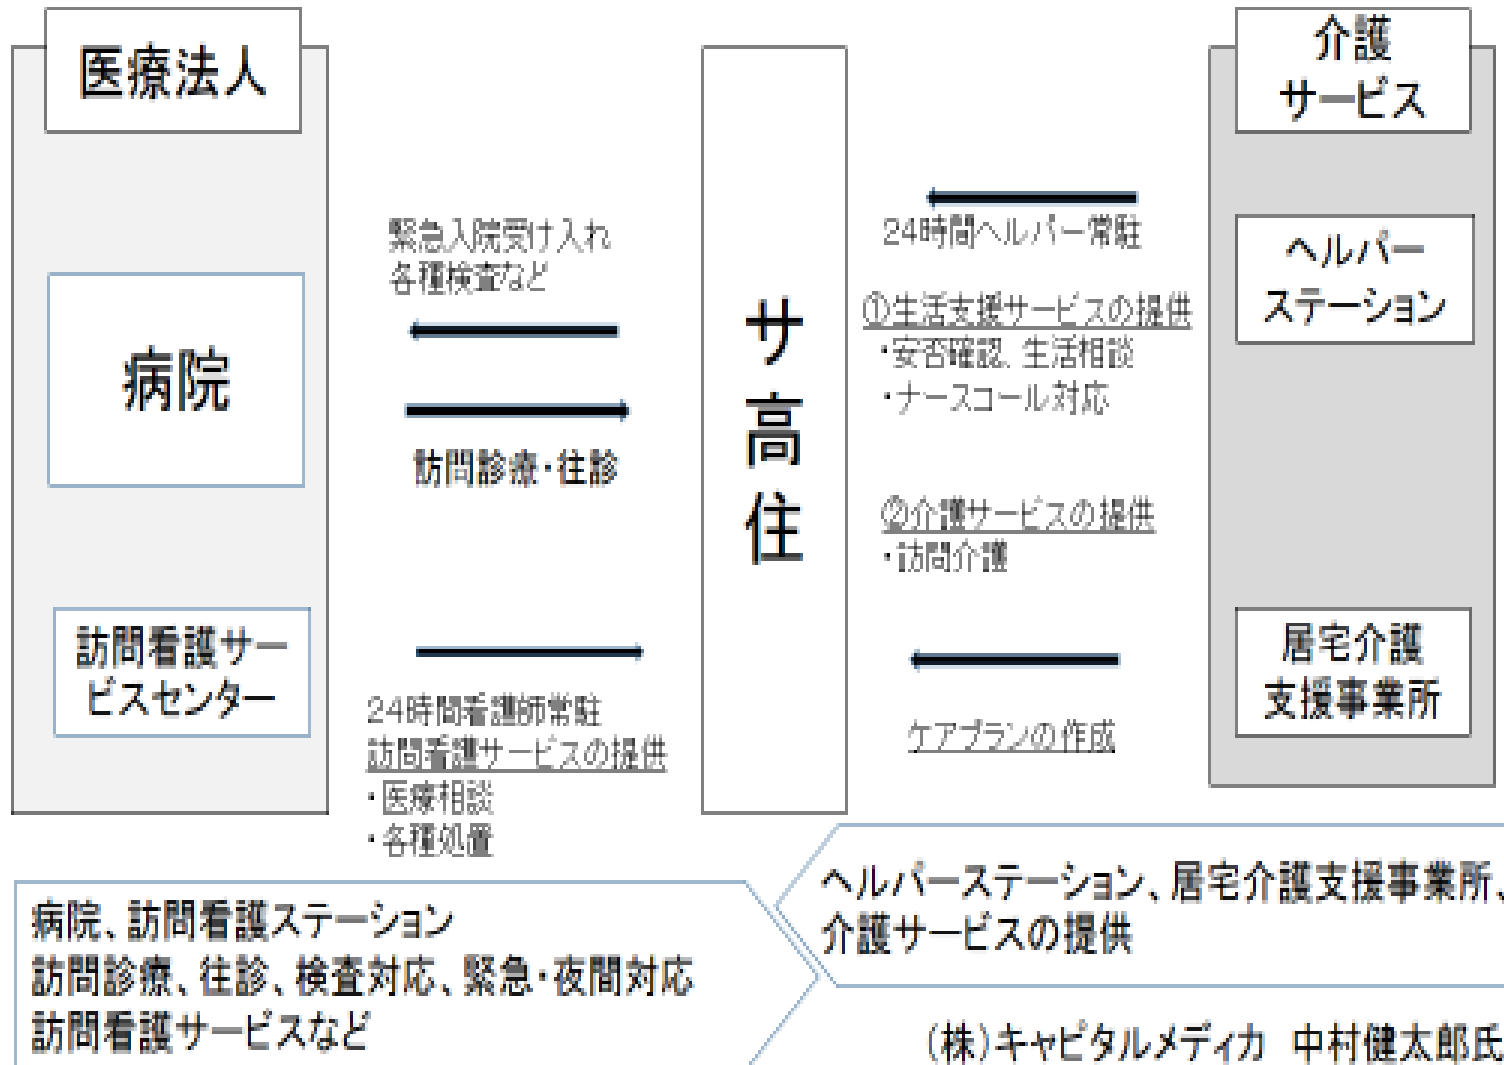 医療法人
病院
訪問看護サー
ビスセンター
緊急入院受け入れ
各種検査など
訪問診療・往診
24時間看護師常駐
訪問看護サービスの提供
・医療相談
・各種処置
サ高住
24時間ヘルパー常駐
①生活支援サービスの提供
・安否確認、生活相談
・ナースコール対応
②介護サービスの提供
・訪問介護
ケアプランの作成
介護
サービス
ヘルパー
ステーション
居宅介護
支援事業所
病院、訪問看護ステーション
訪問診療、往診、検査対応、緊急・夜間対応
訪問看護サービスなど
ヘルパーステーション、居宅介護支援事業所、
介護サービスの提供
(株)キャピタルメディカ 中村健太郎氏